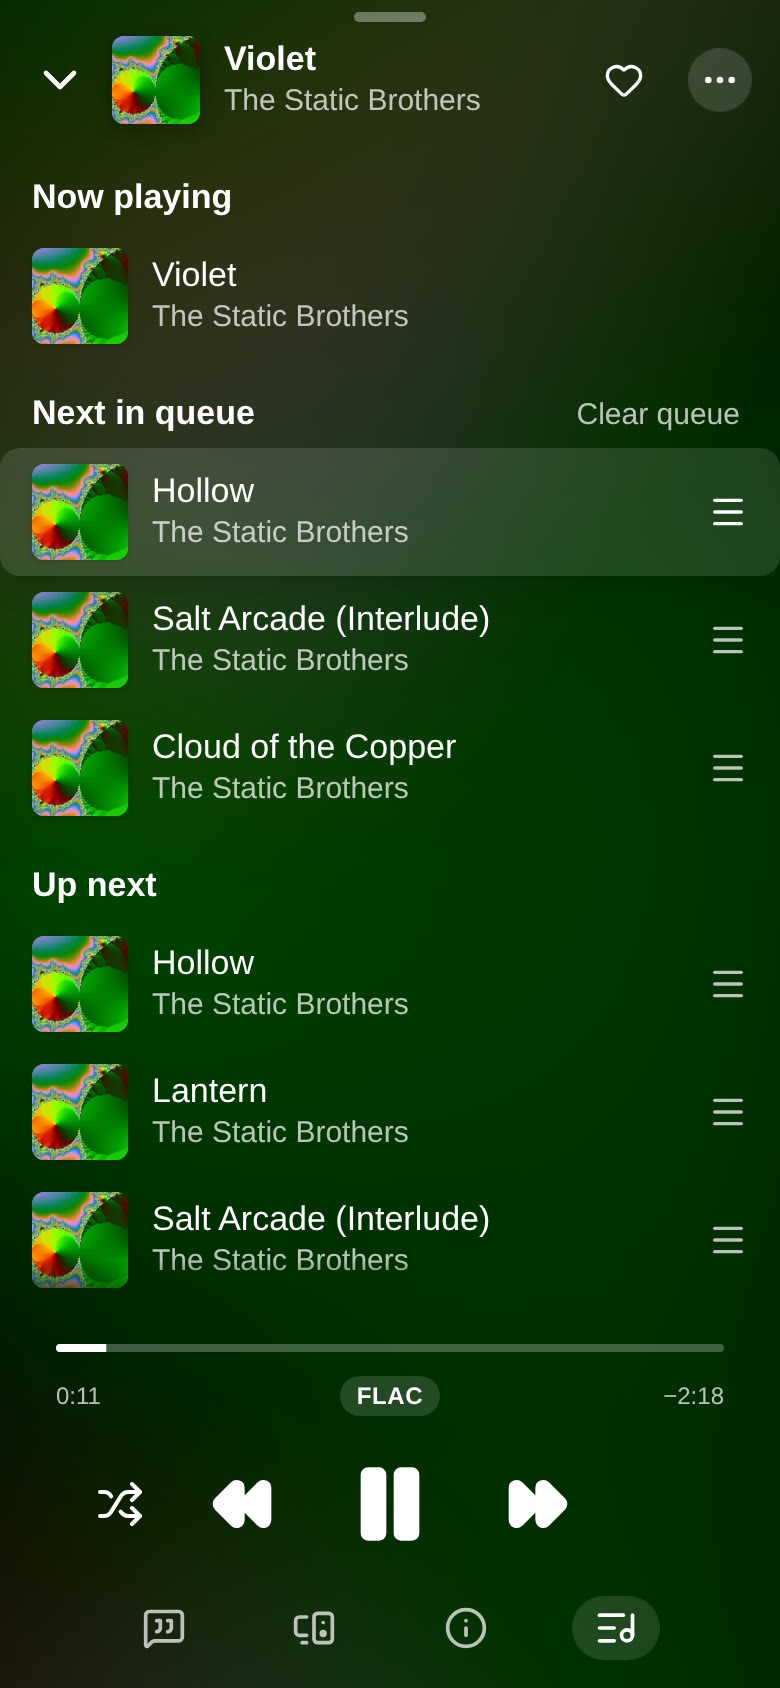 Violet
The Static Brothers
Now playing
Violet
The Static Brothers
Next in queue
Clear queue
Hollow
The Static Brothers
Salt Arcade (Interlude)
The Static Brothers
Cloud of the Copper
The Static Brothers
Up next
Hollow
The Static Brothers
Lantern
The Static Brothers
Salt Arcade (Interlude)
The Static Brothers
0:11
FLAC
−2:18